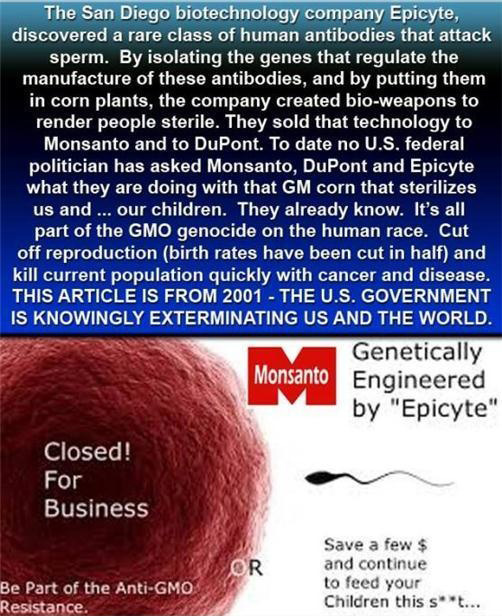 The San Diego biotechnology company Epicyte,
discovered a rare class of human antibodies that attack
sperm. By isolating the genes that regulate the
manufacture of these antibodies, and by putting them
in corn plants, the company created bio-weapons to
render people sterile. They sold that technology to
Monsanto and to DuPont. To date no U.S. federal
politician has asked Monsanto, DuPont and Epicyte
what they are doing with that GM corn that sterilizes
us and ... our children. They already know. It's all
part of the GMO genocide on the human race. Cut
off reproduction (birth rates have been cut in half) and
kill current population quickly with cancer and disease.
THIS ARTICLE IS FROM 2001 - THE U.S. GOVERNMENT
IS KNOWINGLY EXTERMINATING US AND THE WORLD.
Monsanto
Genetically
Engineered
by "Epicyte"
Closed!
For
Business
OR
Be Part of the Anti-GMO
Resistance.
Save a few $
and continue
to feed your
Children this s**t...